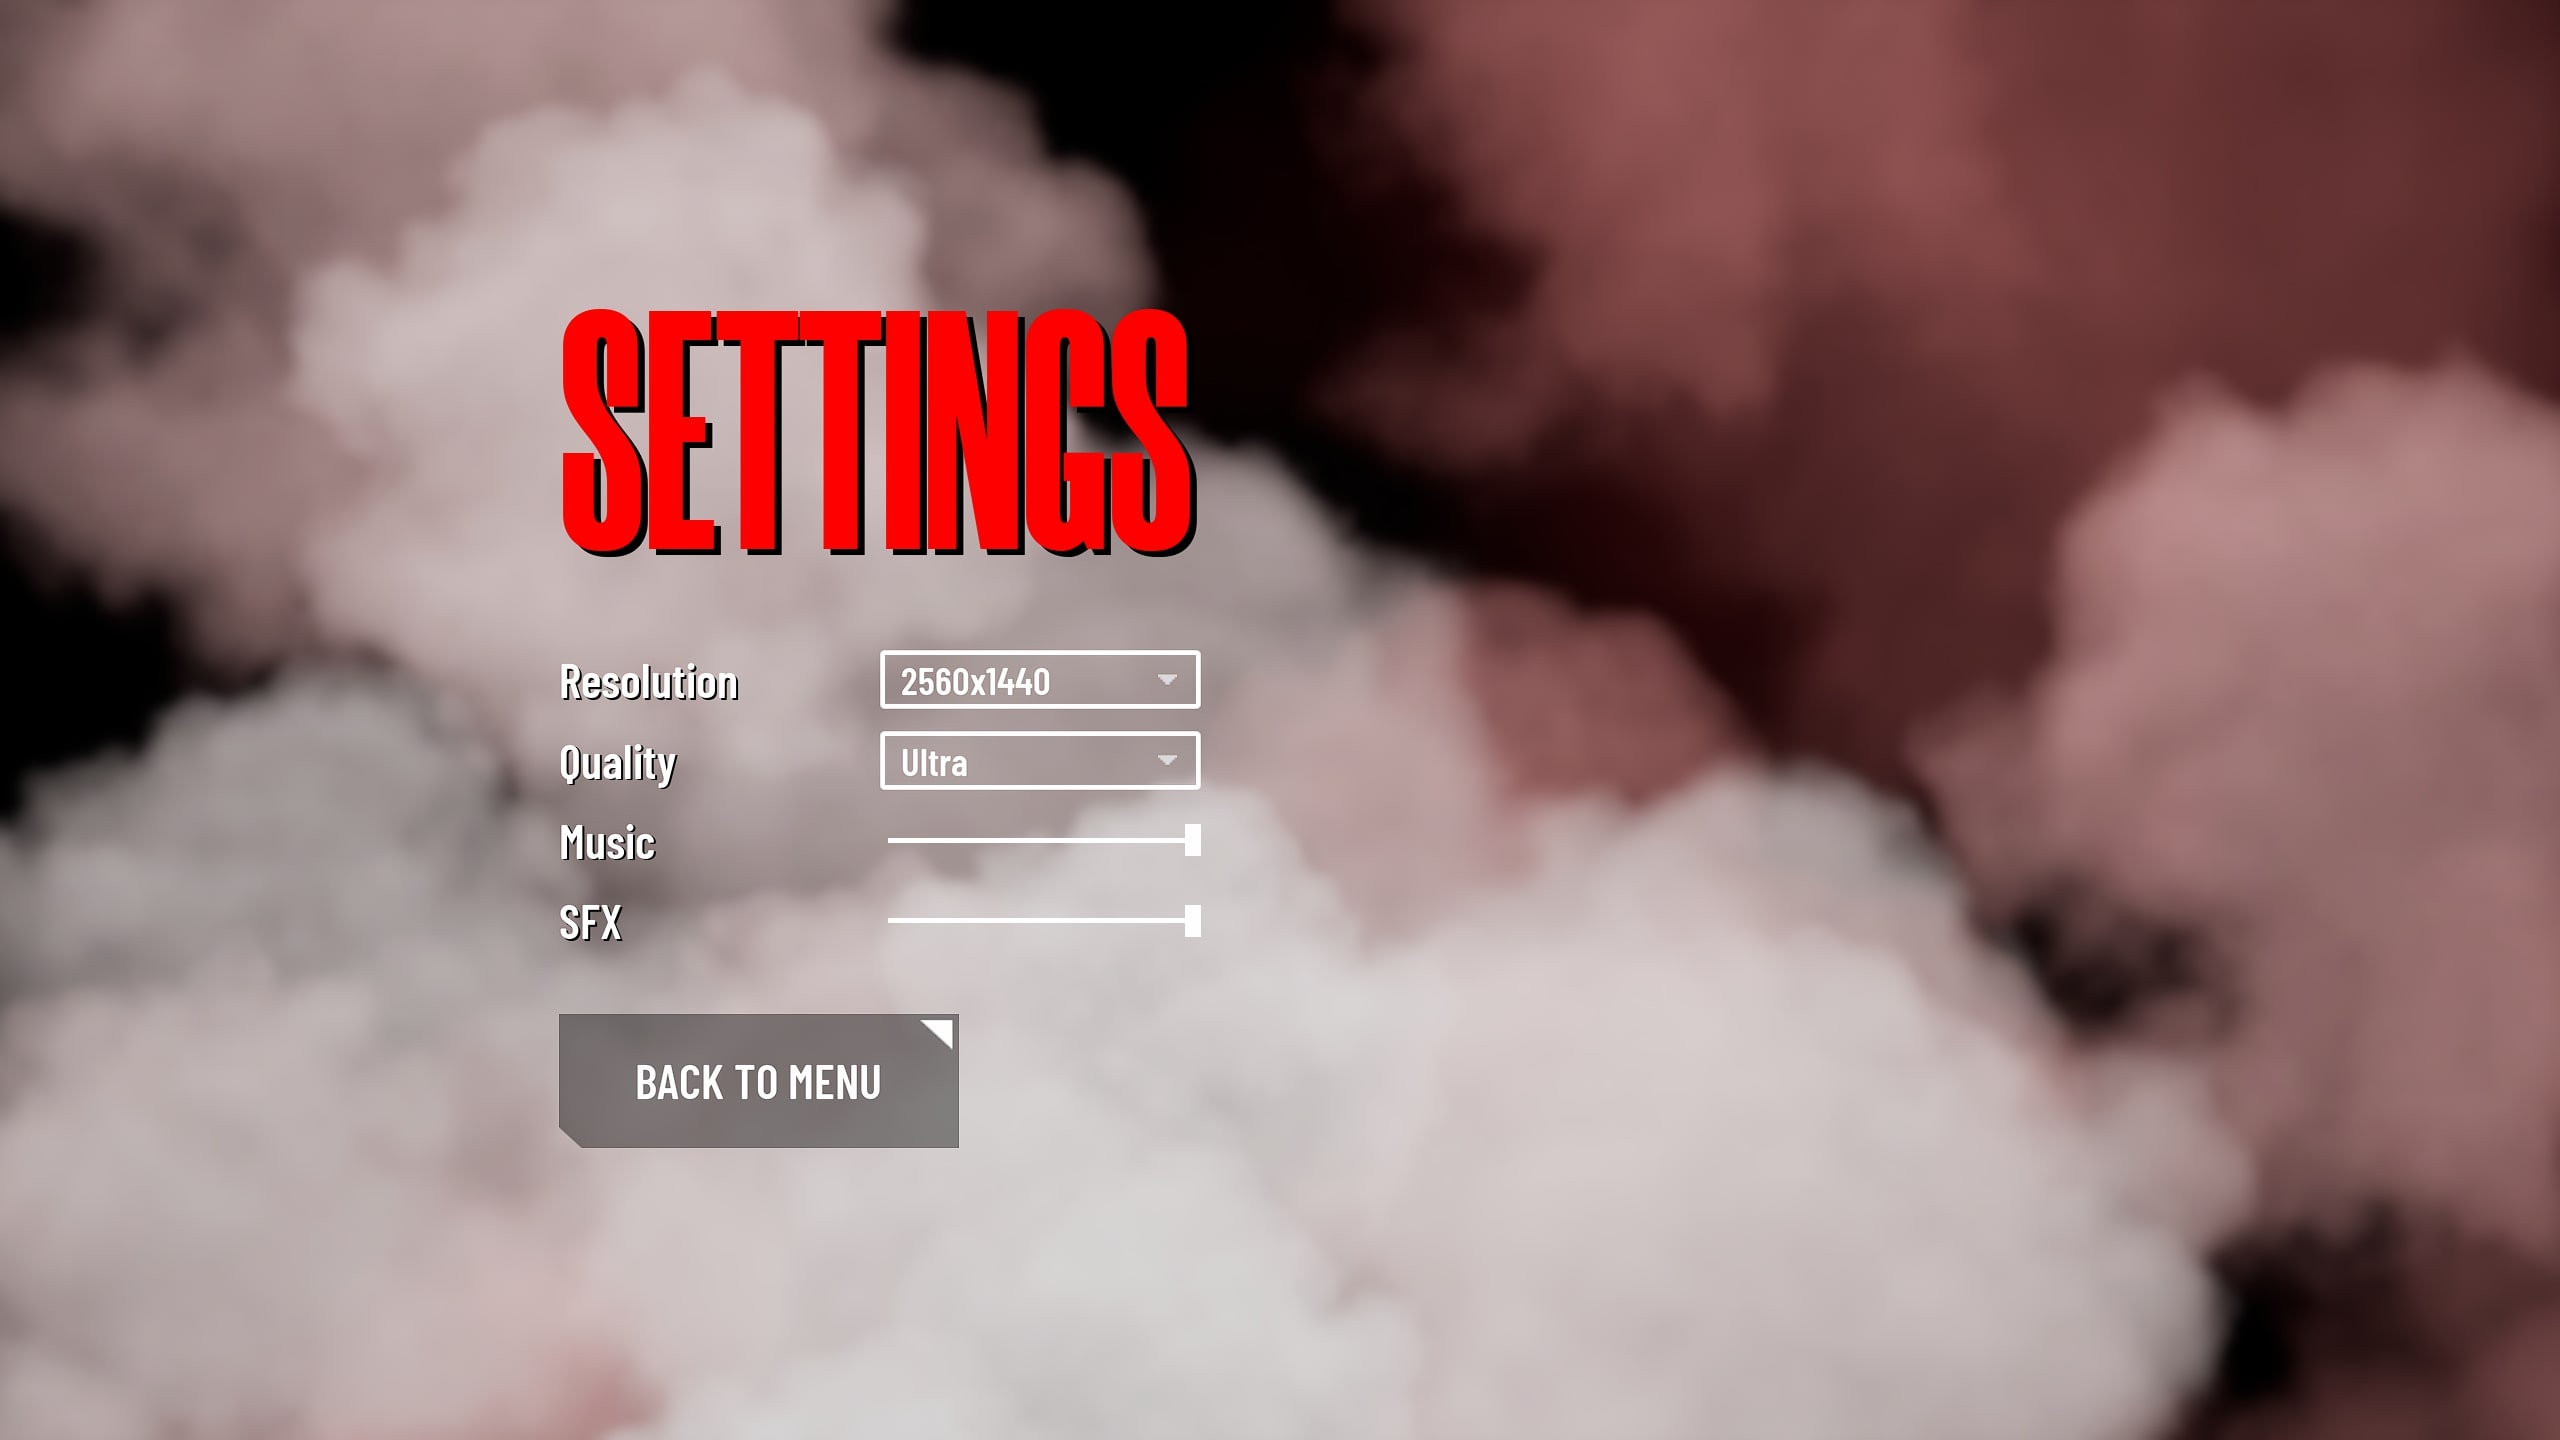 SETTINGS
Resolution 2560x1440
Quality Ultra
Music
SFX
BACK TO MENU